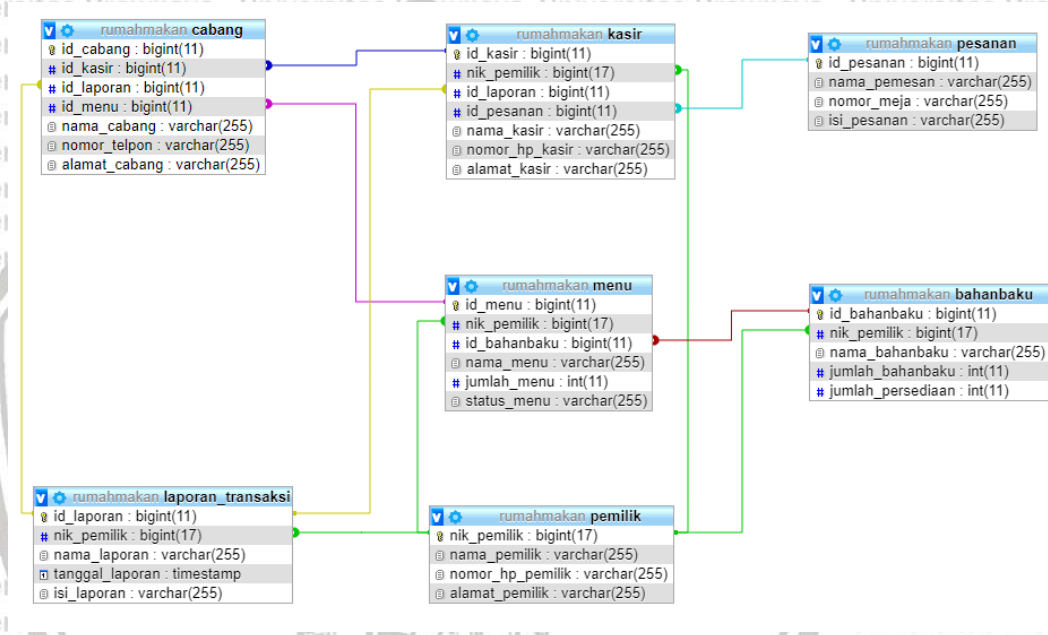 rumahmakan cabang
id_cabang : bigint(11)
id_kasir : bigint(11)
id_laporan : bigint(11)
id_menu : bigint(11)
nama_cabang : varchar(255)
nomor_telpon : varchar(255)
alamat_cabang : varchar(255)
rumahmakan kasir
id_kasir : bigint(11)
nik_pemilik : bigint(17)
id_laporan : bigint(11)
id_pesanan : bigint(11)
nama_kasir : varchar(255)
nomor_hp_kasir : varchar(255)
alamat_kasir : varchar(255)
rumahmakan pesanan
id_pesanan : bigint(11)
nama_pemesan : varchar(255)
nomor_meja : varchar(255)
isi_pesanan : varchar(255)
rumahmakan menu
id_menu : bigint(11)
nik_pemilik : bigint(17)
id_bahanbaku : bigint(11)
nama_menu : varchar(255)
jumlah_menu : int(11)
status_menu : varchar(255)
rumahmakan bahanbaku
id_bahanbaku : bigint(11)
nik_pemilik : bigint(17)
nama_bahanbaku : varchar(255)
jumlah_bahanbaku : int(11)
jumlah_persediaan : int(11)
rumahmakan laporan_transaksi
id_laporan : bigint(11)
nik_pemilik : bigint(17)
nama_laporan : varchar(255)
tanggal_laporan : timestamp
isi_laporan : varchar(255)
rumahmakan pemilik
nik_pemilik : bigint(17)
nama_pemilik : varchar(255)
nomor_hp_pemilik : varchar(255)
alamat_pemilik : varchar(255)